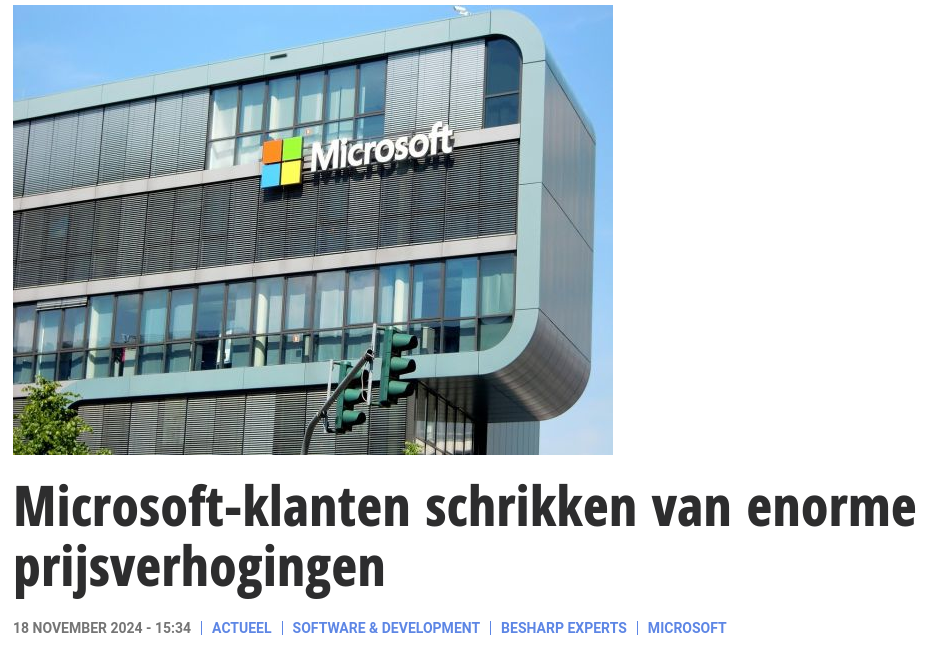 Microsoft
Microsoft-klanten schrikken van enorme
prijsverhogingen
18 NOVEMBER 2024 - 15:34 | ACTUEEL | SOFTWARE & DEVELOPMENT | BESHARP EXPERTS | MICROSOFT